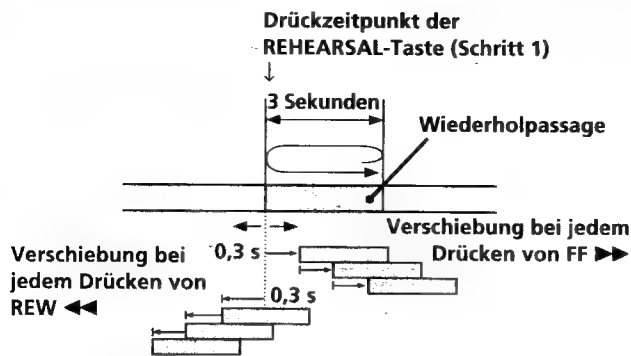 Drückzeitpunkt der
REHEARSAL-Taste (Schritt 1)
3 Sekunden
Wiederholpassage
Verschiebung bei jedem
Drücken von FF ▶▶
0,3 s
Verschiebung bei
jedem Drücken von
REW ◀◀
0,3 s